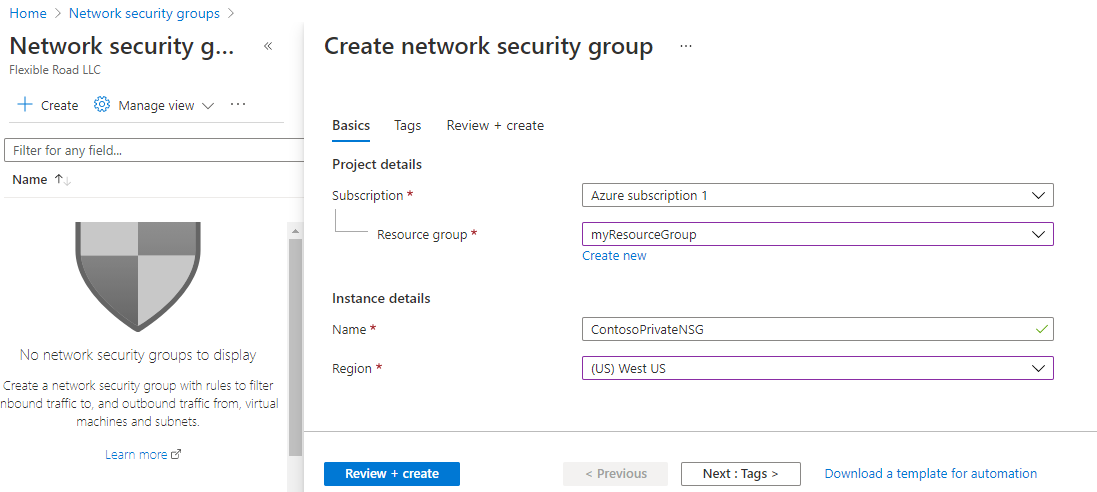 Home > Network security groups >
Network security g... «
Flexible Road LLC
+ Create Manage view ...
Filter for any field...
Name ↑↓
No network security groups to display
Create a network security group with rules to filter
nbound traffic to, and outbound traffic from, virtual
machines and subnets.
Learn more
Create network security group ...
Basics Tags Review + create
Project details
Subscription * Azure subscription 1
Resource group * myResourceGroup
Create new
Instance details
Name * ContosoPrivateNSG
Region * (US) West US
Review + create < Previous Next : Tags > Download a template for automation